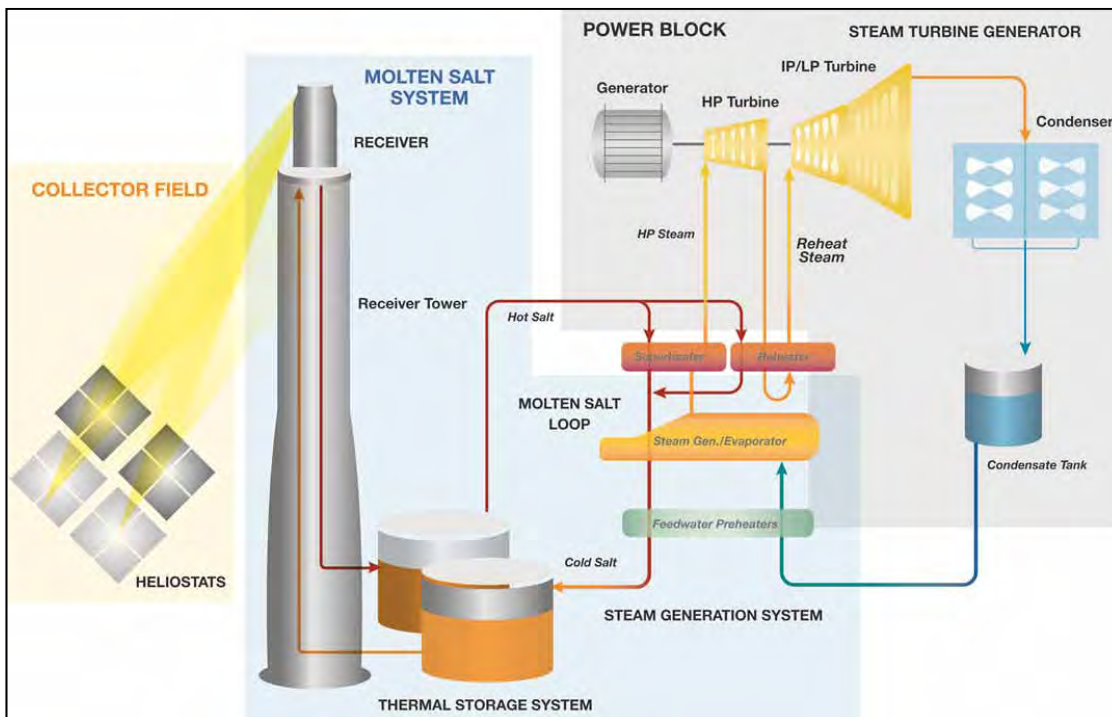 POWER BLOCK
STEAM TURBINE GENERATOR
IP/LP Turbine
MOLTEN SALT
SYSTEM
Generator
HP Turbine
Condenser
RECEIVER
COLLECTOR FIELD
HP Steam
Reheat
Steam
Receiver Tower
Hot Salt
Superheater
Reheater
MOLTEN SALT
LOOP
Steam Gen./Evaporator
Condensate Tank
Feedwater Preheaters
Cold Salt
HELIOSTATS
STEAM GENERATION SYSTEM
THERMAL STORAGE SYSTEM